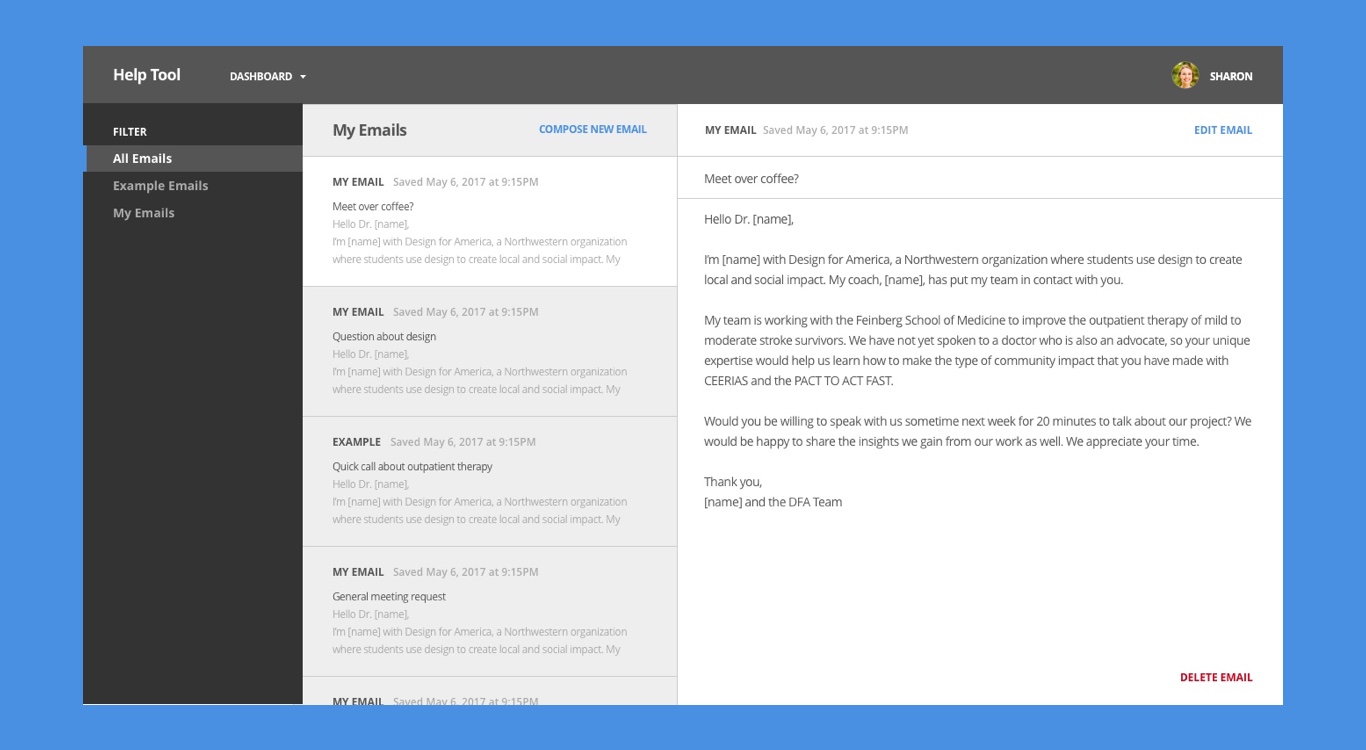 Help Tool
DASHBOARD
SHARON
FILTER
All Emails
Example Emails
My Emails
My Emails
COMPOSE NEW EMAIL
MY EMAIL Saved May 6, 2017 at 9:15PM
Meet over coffee?
Hello Dr. [name],
I'm [name] with Design for America, a Northwestern organization
where students use design to create local and social impact. My
MY EMAIL Saved May 6, 2017 at 9:15PM
Question about design
Hello Dr. [name],
I'm [name] with Design for America, a Northwestern organization
where students use design to create local and social impact. My
EXAMPLE Saved May 6, 2017 at 9:15PM
Quick call about outpatient therapy
Hello Dr. [name],
I'm [name] with Design for America, a Northwestern organization
where students use design to create local and social impact. My
MY EMAIL Saved May 6, 2017 at 9:15PM
General meeting request
Hello Dr. [name],
I'm [name] with Design for America, a Northwestern organization
where students use design to create local and social impact. My
MY EMAIL Saved May 6, 2017 at 9:15PM
MY EMAIL Saved May 6, 2017 at 9:15PM
EDIT EMAIL
Meet over coffee?
Hello Dr. [name],
I'm [name] with Design for America, a Northwestern organization where students use design to create
local and social impact. My coach, [name], has put my team in contact with you.
My team is working with the Feinberg School of Medicine to improve the outpatient therapy of mild to
moderate stroke survivors. We have not yet spoken to a doctor who is also an advocate, so your unique
expertise would help us learn how to make the type of community impact that you have made with
CEERIAS and the PACT TO ACT FAST.
Would you be willing to speak with us sometime next week for 20 minutes to talk about our project? We
would be happy to share the insights we gain from our work as well. We appreciate your time.
Thank you,
[name] and the DFA Team
DELETE EMAIL